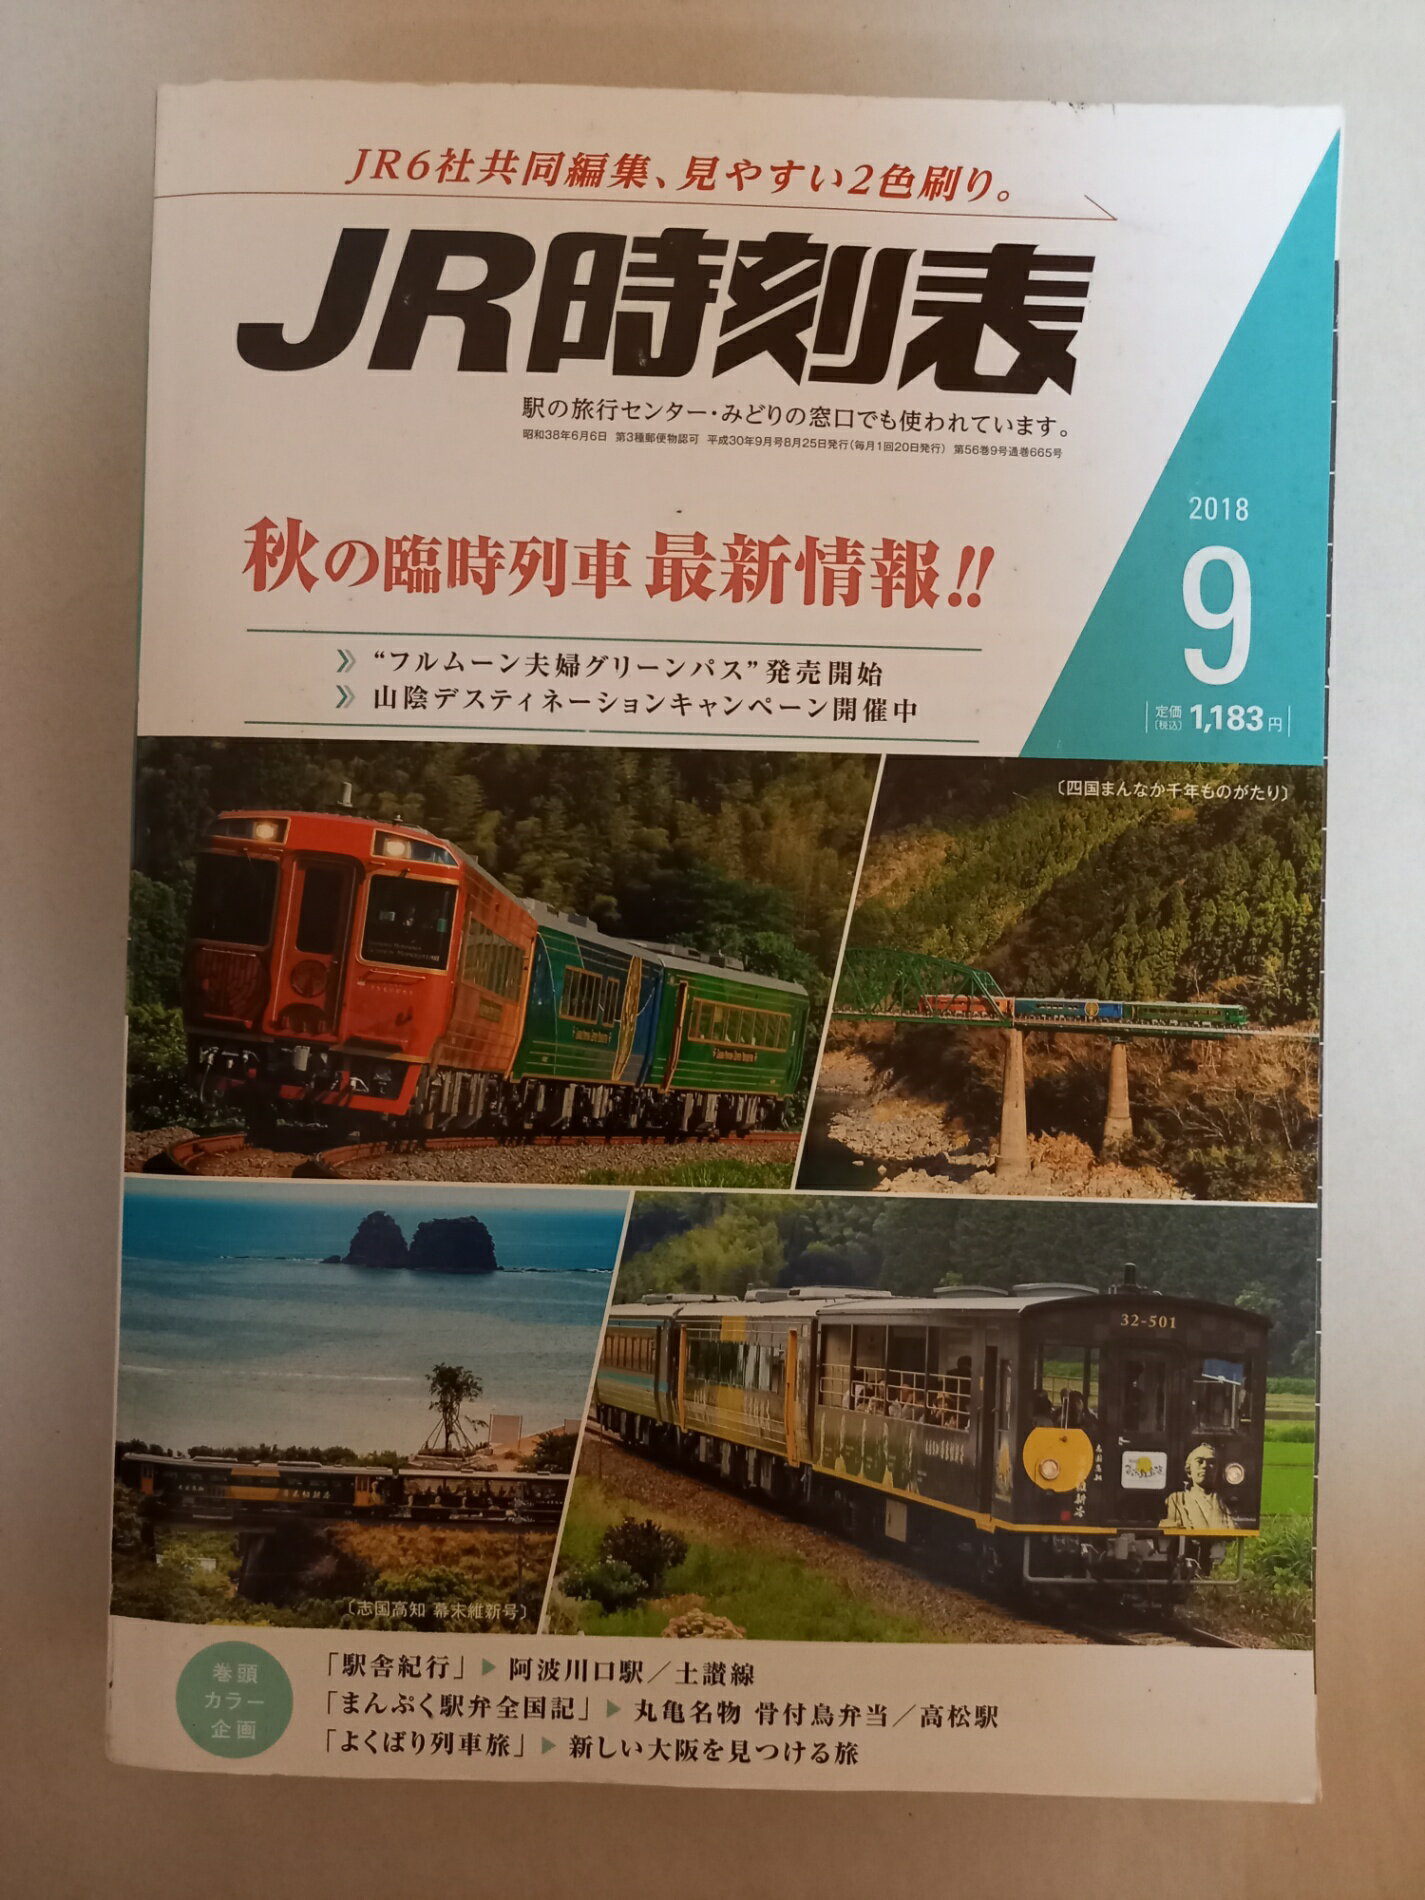 JR6社共同編集、見やすい2色刷り。
JR時刻表
駅の旅行センター・みどりの窓口でも使われています。
昭和38年6月6日 第3種郵便物認可 平成30年9月号8月25日発行(毎月1回20日発行) 第56巻9号通巻665号
2018
9
定価
〔税込〕 1,183円
秋の臨時列車 最新情報!!
“フルムーン夫婦グリーンパス”発売開始
山陰デスティネーションキャンペーン開催中
〔四国まんなか千年ものがたり〕
32-501
〔志国高知 幕末維新号〕
巻頭
カラー
企画
「駅舎紀行」▶阿波川口駅/土讃線
「まんぷく駅弁全国記」▶丸亀名物 骨付鳥弁当/高松駅
「よくばり列車旅」▶新しい大阪を見つける旅